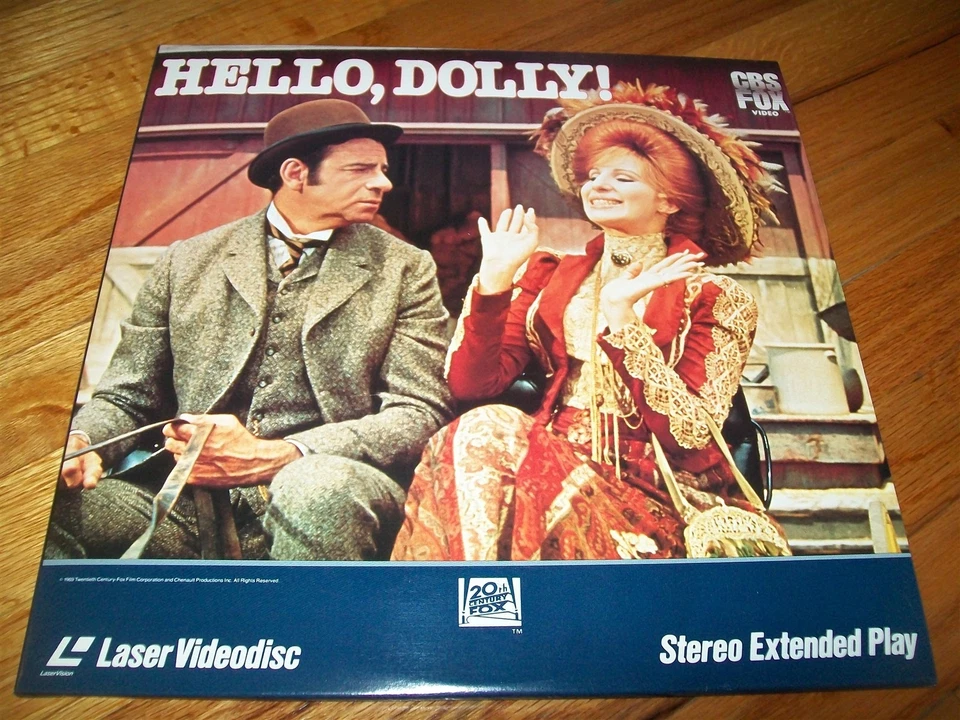 HELLO, DOLLY!
CBS
FOX
VIDEO
© 1969 Twentieth Century-Fox Film Corporation and Chenault Productions Inc. All Rights Reserved.
20th
CENTURY
FOX
TM
LaserVision
Laser Videodisc
Stereo Extended Play